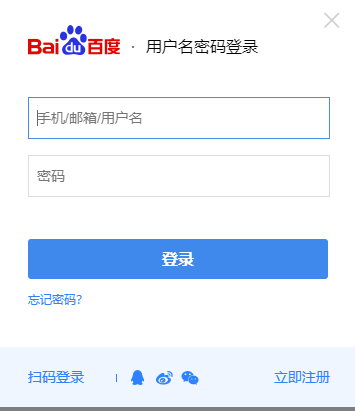 Bai du 百度 · 用户名密码登录
手机/邮箱/用户名
密码
登录
忘记密码?
扫码登录
立即注册